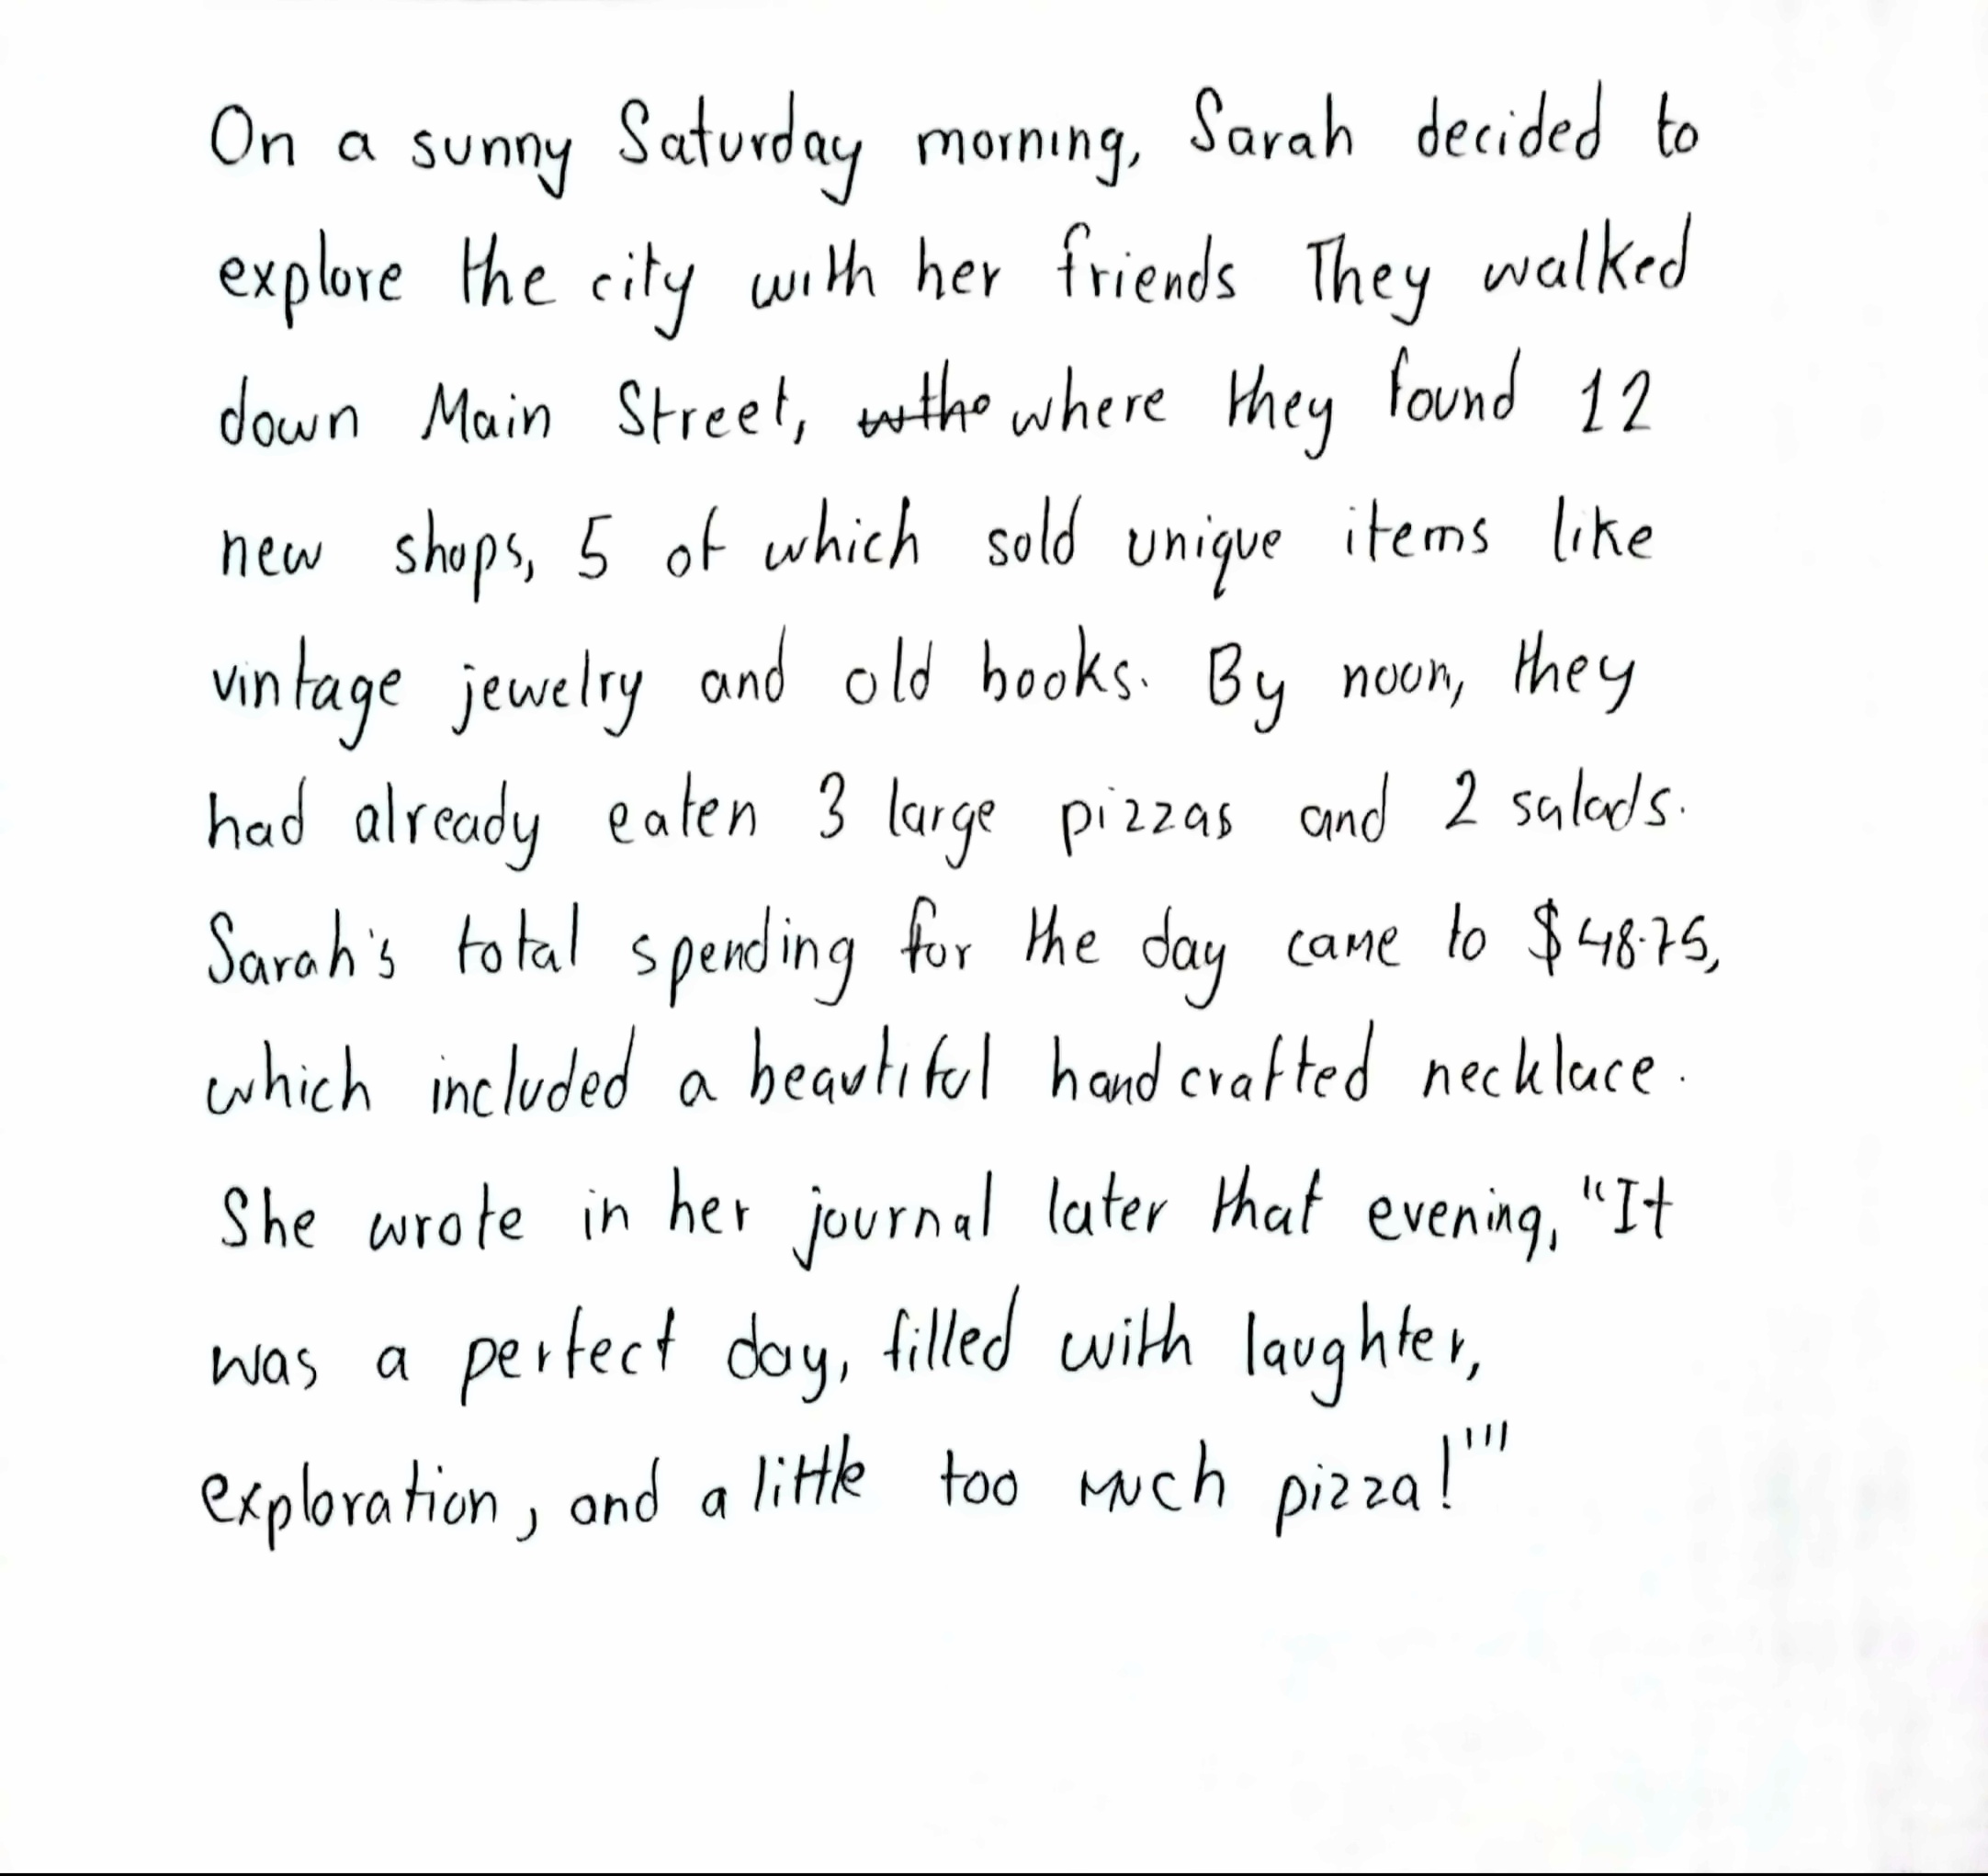 On a sunny Saturday morning, Sarah decided to
explore the city with her friends They walked
down Main Street, where they found 12
new shops, 5 of which sold unique items like
vintage jewelry and old books. By noon, they
had already eaten 3 large pizzas and 2 salads.
Sarah's total spending for the day came to $48.75,
which included a beautiful handcrafted necklace.
She wrote in her journal later that evening, "It
was a perfect day, filled with laughter,
exploration, and a little too much pizza!'"'